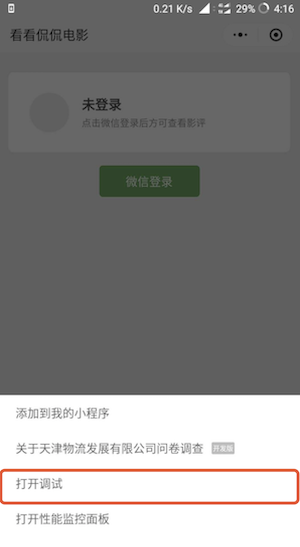 0.21 K/s 29% 4:16
看看侃侃电影
未登录
点击微信登录后方可查看影评
微信登录
添加到我的小程序
关于天津物流发展有限公司问卷调查 开发版
打开调试
打开性能监控面板